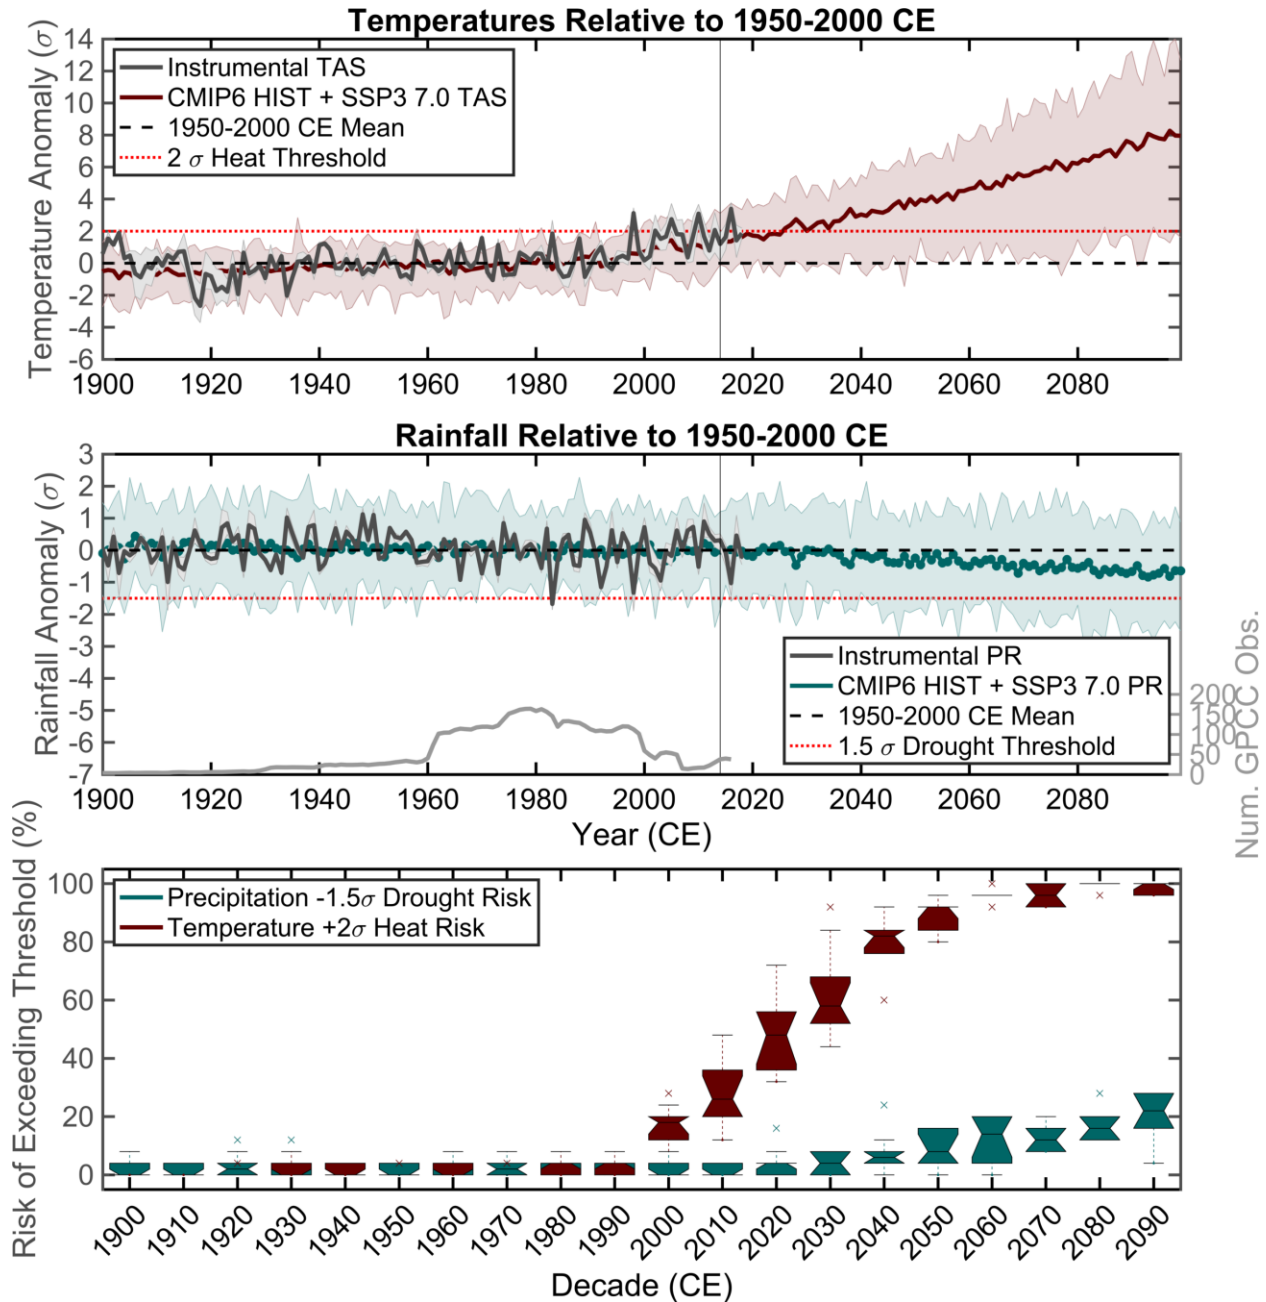 Temperatures Relative to 1950-2000 CE
Temperature Anomaly (σ)
14
12
10
8
6
4
2
0
-2
-4
-6
Instrumental TAS
CMIP6 HIST + SSP3 7.0 TAS
1950-2000 CE Mean
2 σ Heat Threshold
1900 1920 1940 1960 1980 2000 2020 2040 2060 2080
Rainfall Relative to 1950-2000 CE
Rainfall Anomaly (σ)
3
2
1
0
-1
-2
-3
-4
-5
-6
-7
Instrumental PR
CMIP6 HIST + SSP3 7.0 PR
1950-2000 CE Mean
1.5 σ Drought Threshold
200
150
100
50
0
Num. GPCC Obs.
1900 1920 1940 1960 1980 2000 2020 2040 2060 2080
Year (CE)
Risk of Exceeding Threshold (%)
100
80
60
40
20
0
Precipitation -1.5σ Drought Risk
Temperature +2σ Heat Risk
1900 1910 1920 1930 1940 1950 1960 1970 1980 1990 2000 2010 2020 2030 2040 2050 2060 2070 2080 2090
Decade (CE)